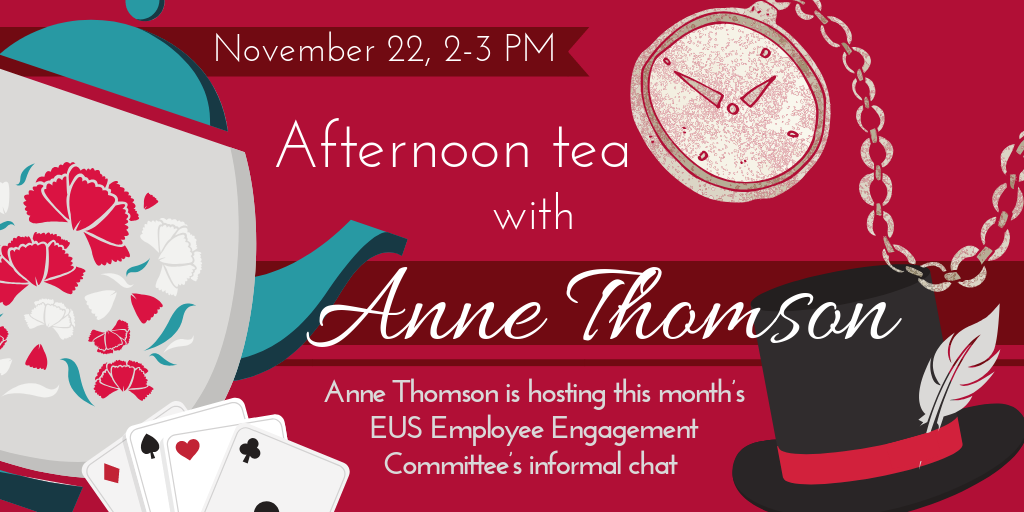 November 22, 2-3 PM
Afternoon tea
with
Anne Thomson
Anne Thomson is hosting this month's
EUS Employee Engagement
Committee's informal chat